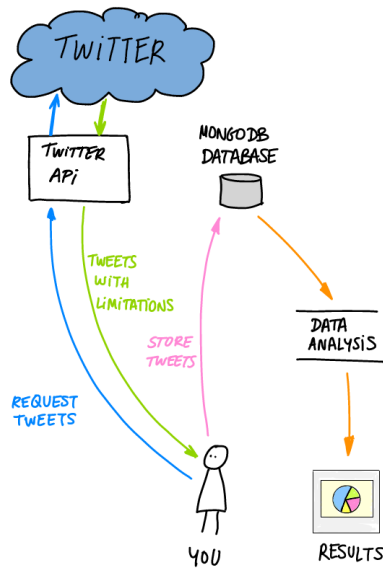 TWITTER
TWITTER
API
MONGODB
DATABASE
TWEETS
WITH
LIMITATIONS
STORE
TWEETS
DATA
ANALYSIS
REQUEST
TWEETS
YOU
RESULTS